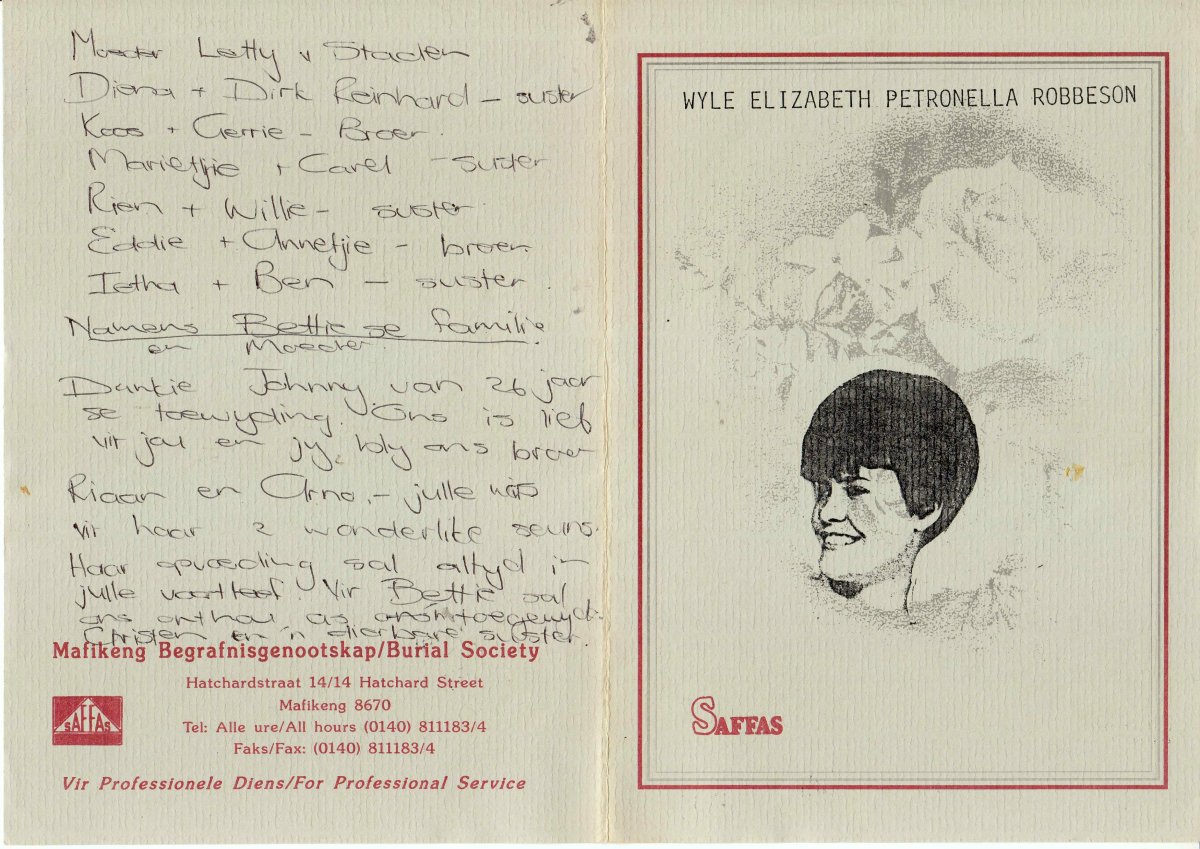 Moeder Letty v Staden
Diana + Dirk Reinhard - suster
Koos + Gerrie - Broer.
Marietjie + Carel - suster
Rien + Willie - suster
Eddie + Annetjie - broer.
Ietha + Ben - suster.
Namens Bettie se familie
en Moeder.
Dankie Johnny van 26 jaar
se toewyding. Ons is lief
vir jou en jy bly ons broer
Riaan en Arno, - julle was
vir haar 2 wonderlike seuns.
Haar opvoeding sal altyd in
julle voortleef. Vir Bettie sal
ons onthou as toegewyde
Christen en 'n dierbare suster.
Mafikeng Begrafnisgenootskap/Burial Society
Hatchardstraat 14/14 Hatchard Street
Mafikeng 8670
SAFFAS
Tel: Alle ure/All hours (0140) 811183/4
Faks/Fax: (0140) 811183/4
Vir Professionele Diens/For Professional Service
WYLE ELIZABETH PETRONELLA ROBBESON
SAFFAS